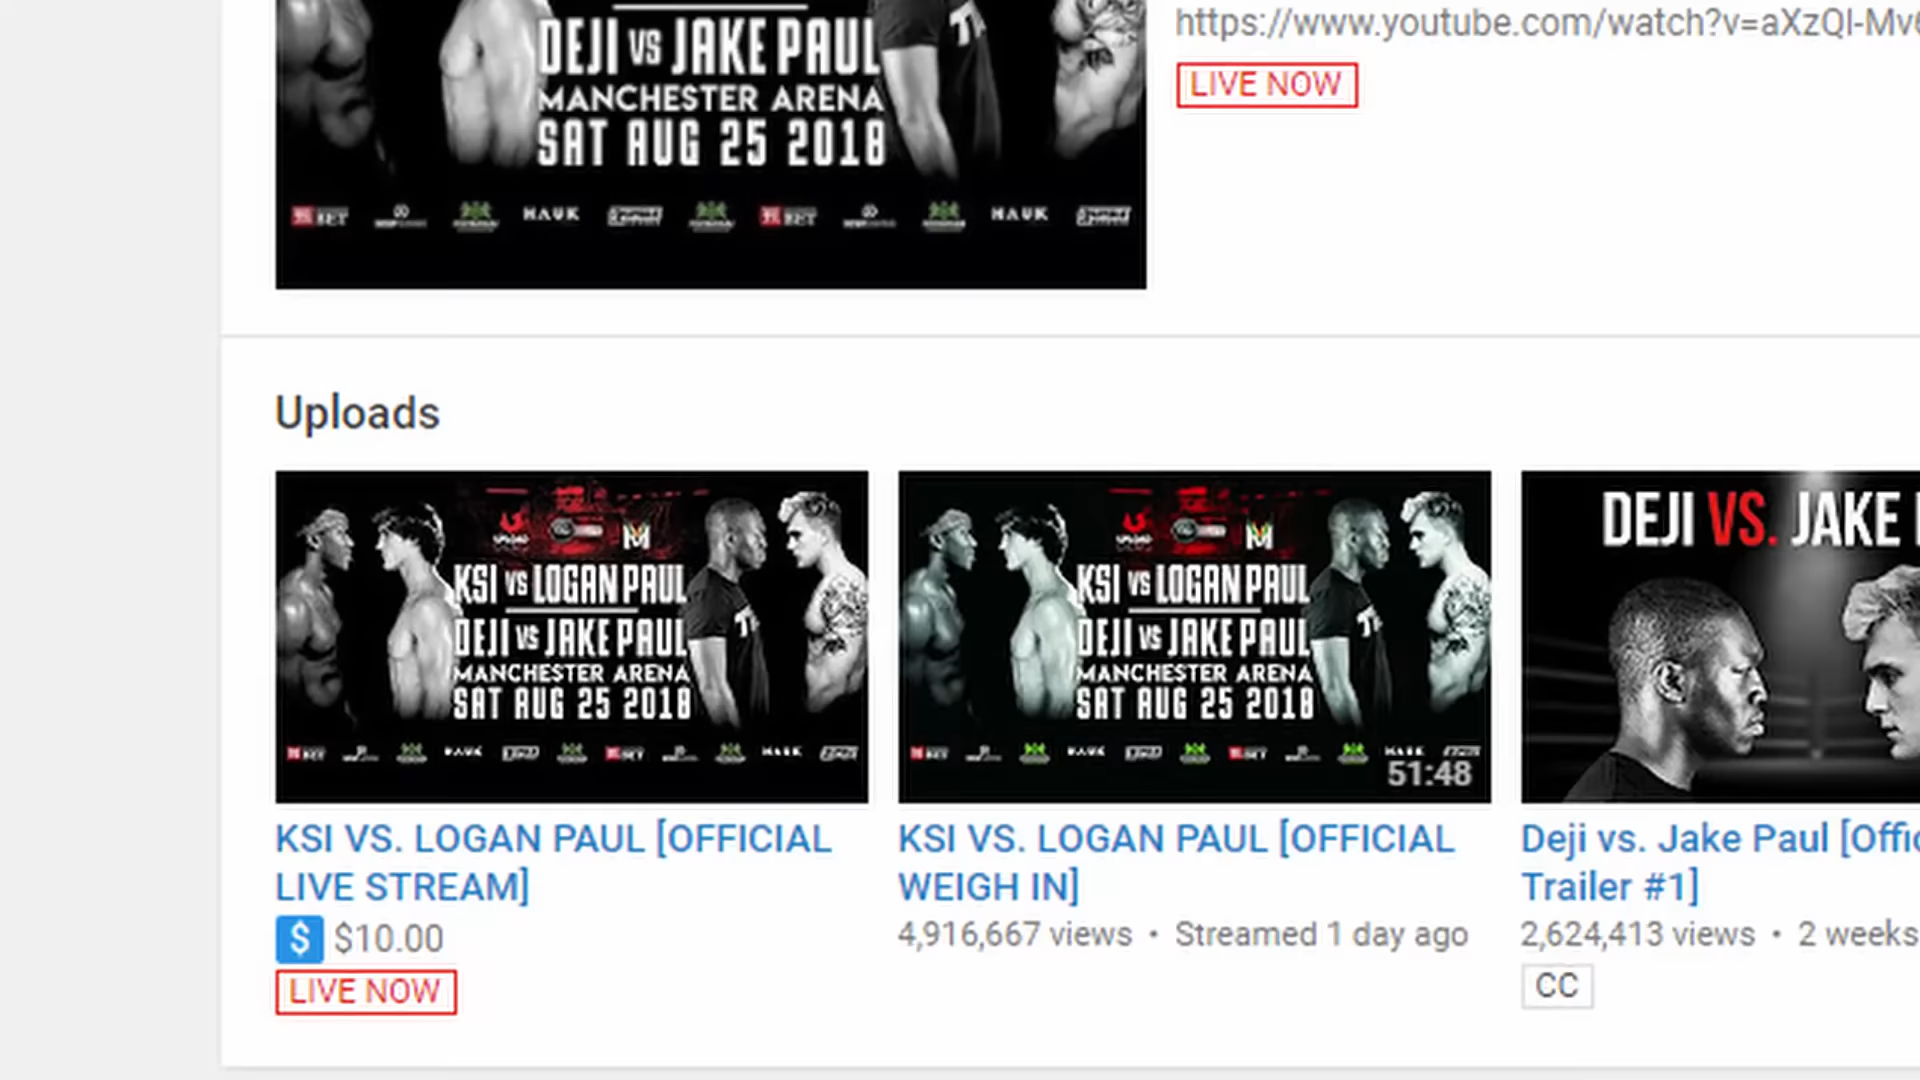 https://www.youtube.com/watch?v=aXzQI-Mv
LIVE NOW
DEJI VS JAKE PAUL
MANCHESTER ARENA
SAT AUG 25 2018
BET
HAUK
BET
HAUK
Uploads
KSI VS LOGAN PAUL
DEJI VS JAKE PAUL
MANCHESTER ARENA
SAT AUG 25 2018
KSI VS. LOGAN PAUL [OFFICIAL
LIVE STREAM]
$ $10.00
LIVE NOW
KSI VS LOGAN PAUL
DEJI VS JAKE PAUL
MANCHESTER ARENA
SAT AUG 25 2018
51:48
KSI VS. LOGAN PAUL [OFFICIAL
WEIGH IN]
4,916,667 views • Streamed 1 day ago
DEJI VS. JAKE
Deji vs. Jake Paul [Offic
Trailer #1]
2,624,413 views • 2 weeks
CC